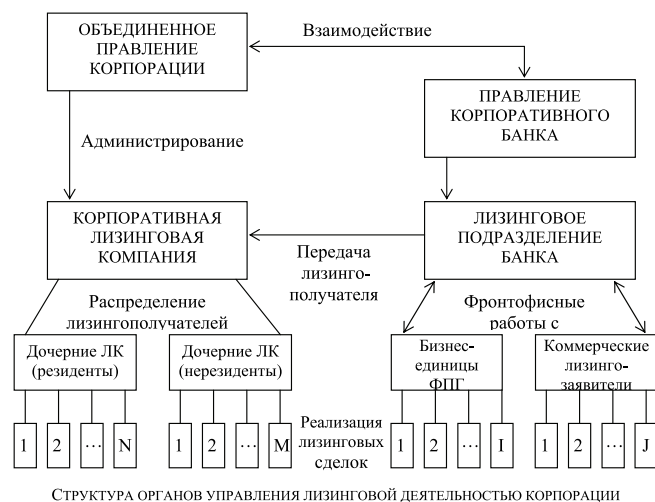 ОБЪЕДИНЕННОЕ
ПРАВЛЕНИЕ
КОРПОРАЦИИ
Взаимодействие
ПРАВЛЕНИЕ
КОРПОРАТИВНОГО
БАНКА
Администрирование
КОРПОРАТИВНАЯ
ЛИЗИНГОВАЯ
КОМПАНИЯ
Передача
лизинго-
получателя
ЛИЗИНГОВОЕ
ПОДРАЗДЕЛЕНИЕ
БАНКА
Распределение
лизингополучателей
Фронтофисные
работы с
Дочерние ЛК
(резиденты)
Дочерние ЛК
(нерезиденты)
Бизнес-
единицы
ФПГ
Коммерческие
лизинго-
заявители
1 2 … N
1 2 … M
Реализация
лизинговых
сделок
1 2 … I
1 2 … J
СТРУКТУРА ОРГАНОВ УПРАВЛЕНИЯ ЛИЗИНГОВОЙ ДЕЯТЕЛЬНОСТЬЮ КОРПОРАЦИИ